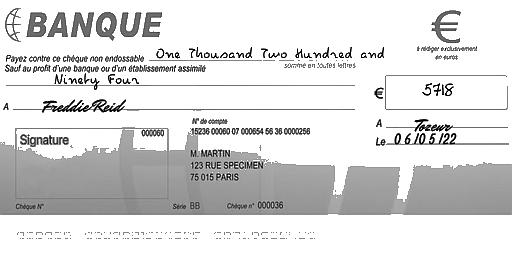 BANQUE
€
à rédiger exclusivement
en euros
Payez contre ce chèque non endossable One Thousand Two Hundred and
Sauf au profit d'une banque ou d'un établissement assimilé
somme en toutes lettres
Ninety Four
€ 5718
A Freddie Reid
A Tozeur
Le 06/05/22
Signature
000060
N° de compte
15236 00060 07 000654 56 36 0000256
M. MARTIN
123 RUE SPECIMEN
75 015 PARIS
Chèque N°
Série BB
Chèque n° 000036